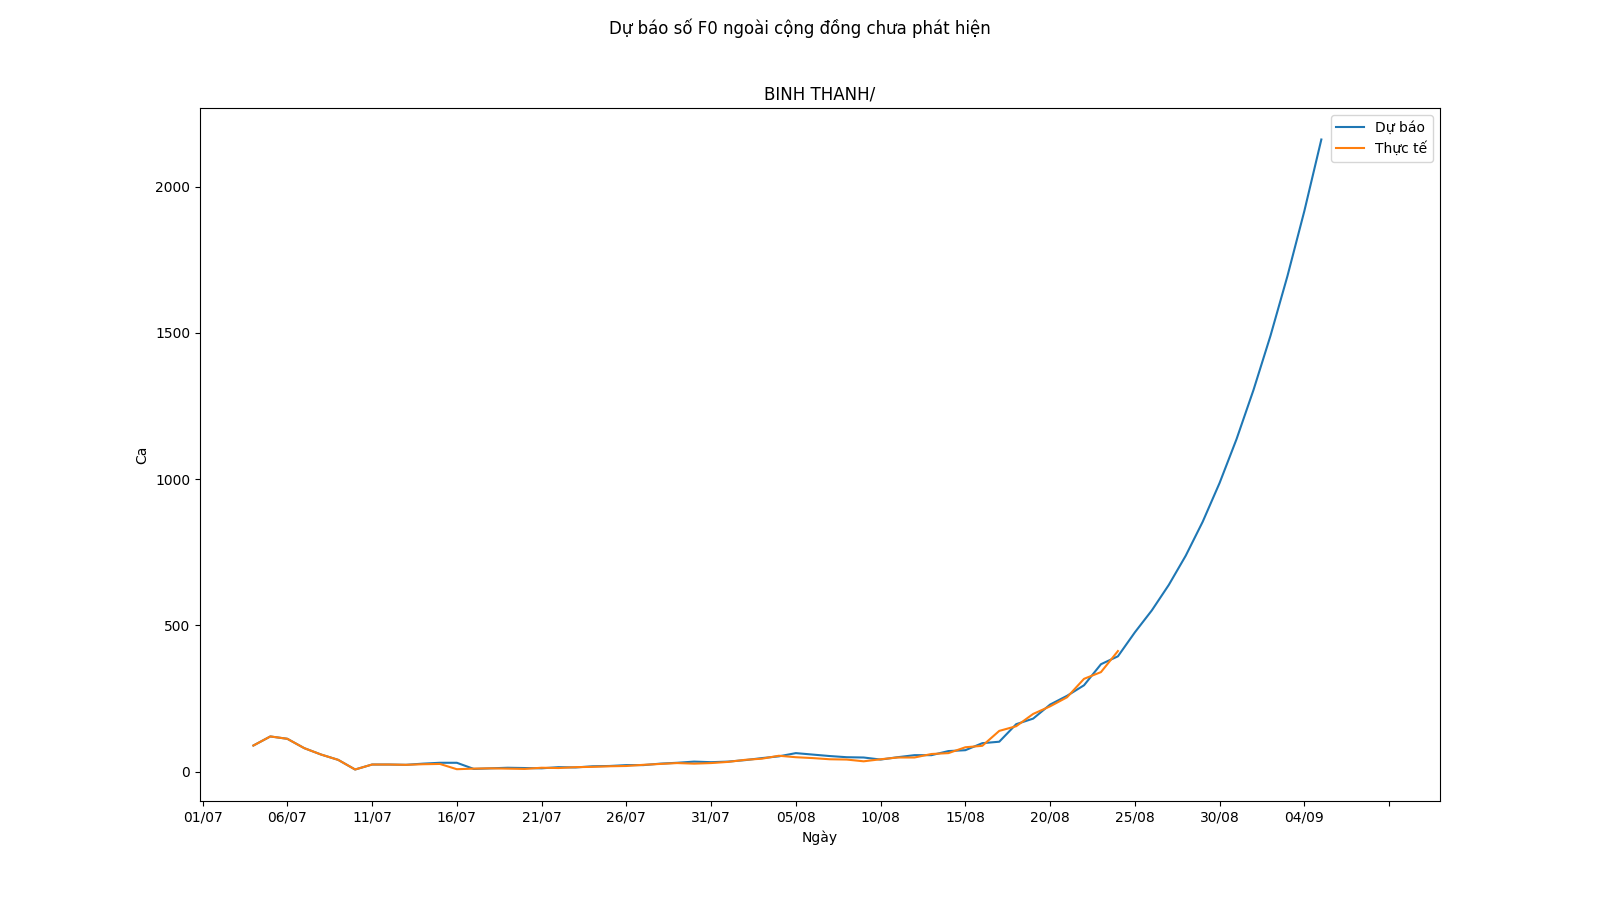 Dự báo số F0 ngoài cộng đồng chưa phát hiện
BINH THANH/
Dự báo
Thực tế
2000
1500
1000
500
0
Ca
01/07 06/07 11/07 16/07 21/07 26/07 31/07 05/08 10/08 15/08 20/08 25/08 30/08 04/09
Ngày